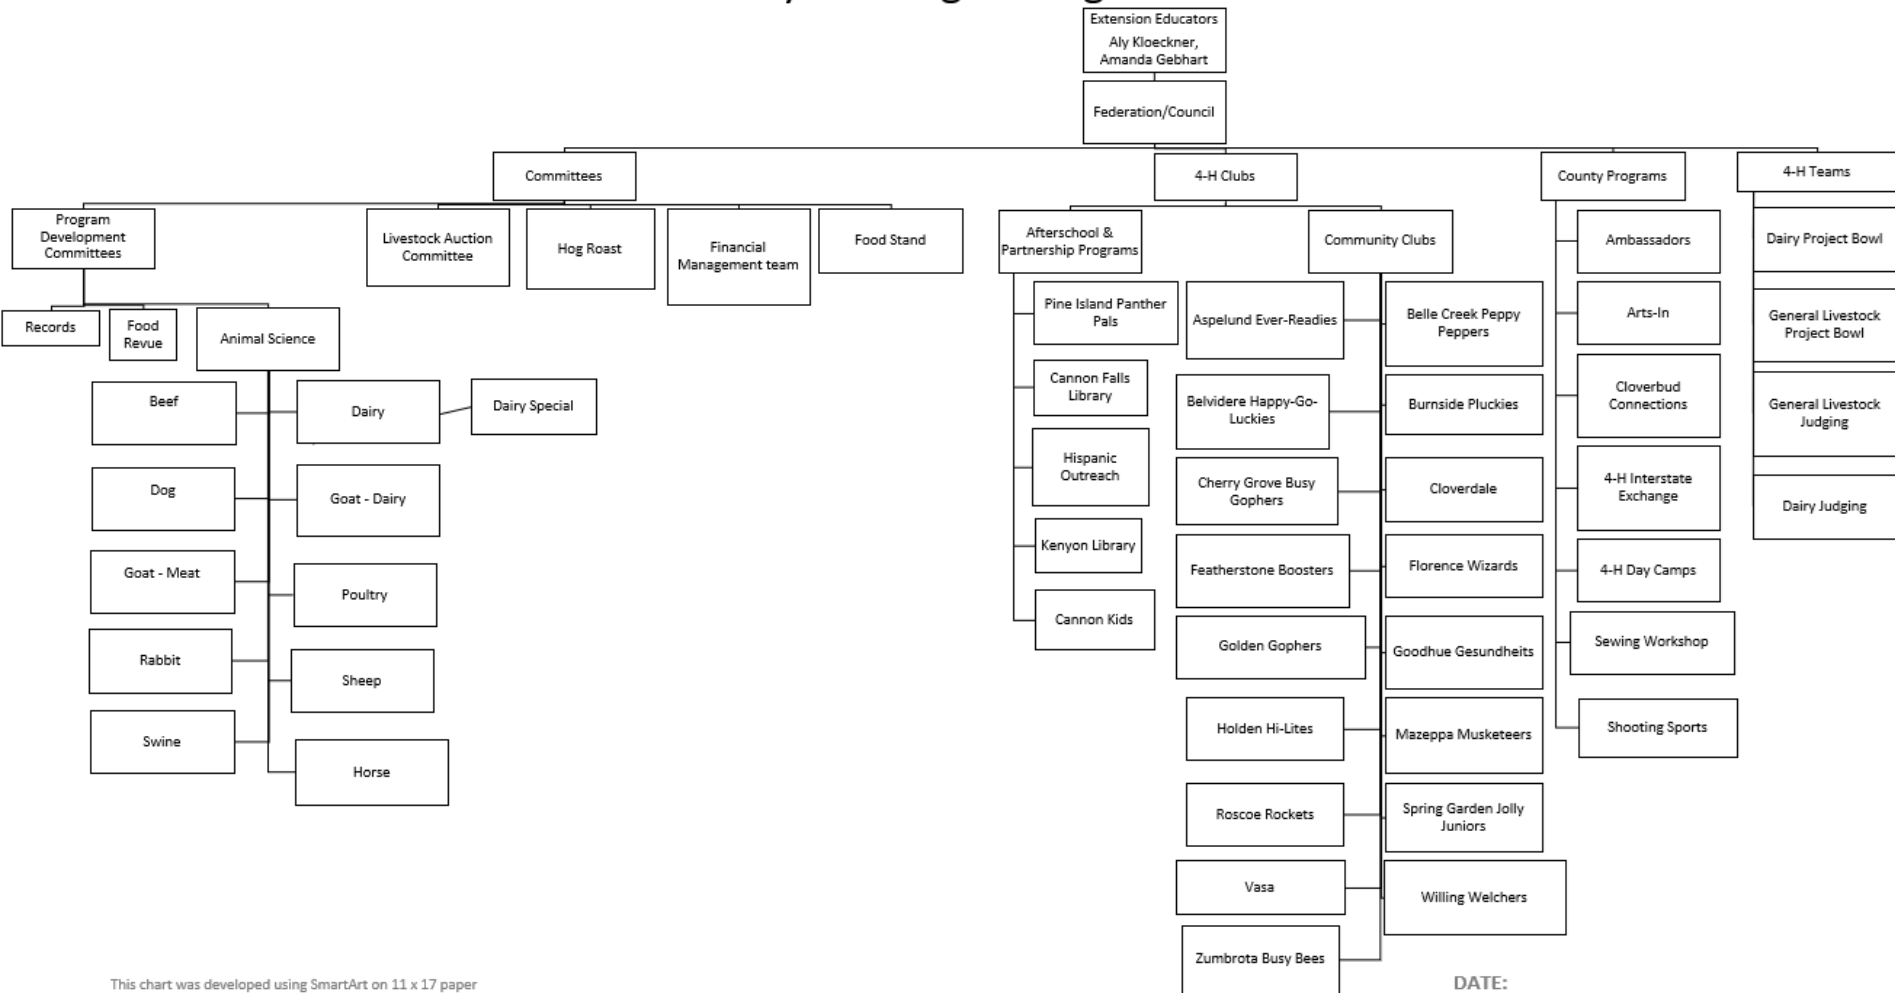 Extension Educators
Aly Kloeckner,
Amanda Gebhart
Federation/Council
Committees
4-H Clubs
County Programs
4-H Teams
Program
Development
Committees
Livestock Auction
Committee
Hog Roast
Financial
Management team
Food Stand
Records
Food
Revue
Animal Science
Beef
Dairy
Dairy Special
Dog
Goat - Dairy
Goat - Meat
Poultry
Rabbit
Sheep
Swine
Horse
Afterschool &
Partnership Programs
Pine Island Panther
Pals
Cannon Falls
Library
Hispanic
Outreach
Kenyon Library
Cannon Kids
Community Clubs
Aspelund Ever-Readies
Belle Creek Peppy
Peppers
Belvidere Happy-Go-
Luckies
Burnside Pluckies
Cherry Grove Busy
Gophers
Cloverdale
Featherstone Boosters
Florence Wizards
Golden Gophers
Goodhue Gesundheits
Holden Hi-Lites
Mazeppa Musketeers
Roscoe Rockets
Spring Garden Jolly
Juniors
Vasa
Willing Welchers
Zumbrota Busy Bees
Ambassadors
Arts-In
Cloverbud
Connections
4-H Interstate
Exchange
4-H Day Camps
Sewing Workshop
Shooting Sports
Dairy Project Bowl
General Livestock
Project Bowl
General Livestock
Judging
Dairy Judging
This chart was developed using SmartArt on 11 x 17 paper
DATE: